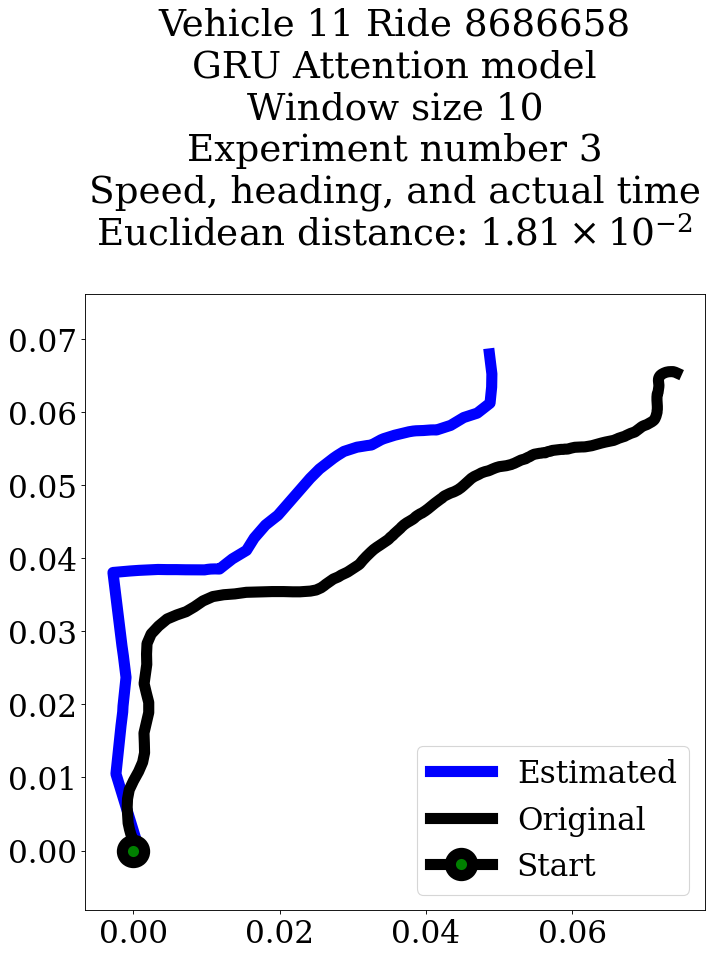 Vehicle 11 Ride 8686658
GRU Attention model
Window size 10
Experiment number 3
Speed, heading, and actual time
Euclidean distance: 1.81 × 10⁻²
0.07
0.06
0.05
0.04
0.03
0.02
0.01
0.00
Estimated
Original
Start
0.00 0.02 0.04 0.06